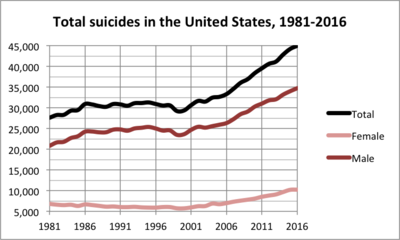 Total suicides in the United States, 1981-2016
45,000
40,000
35,000
30,000
25,000
20,000
15,000
10,000
5,000
1981 1986 1991 1996 2001 2006 2011 2016
Total
Female
Male